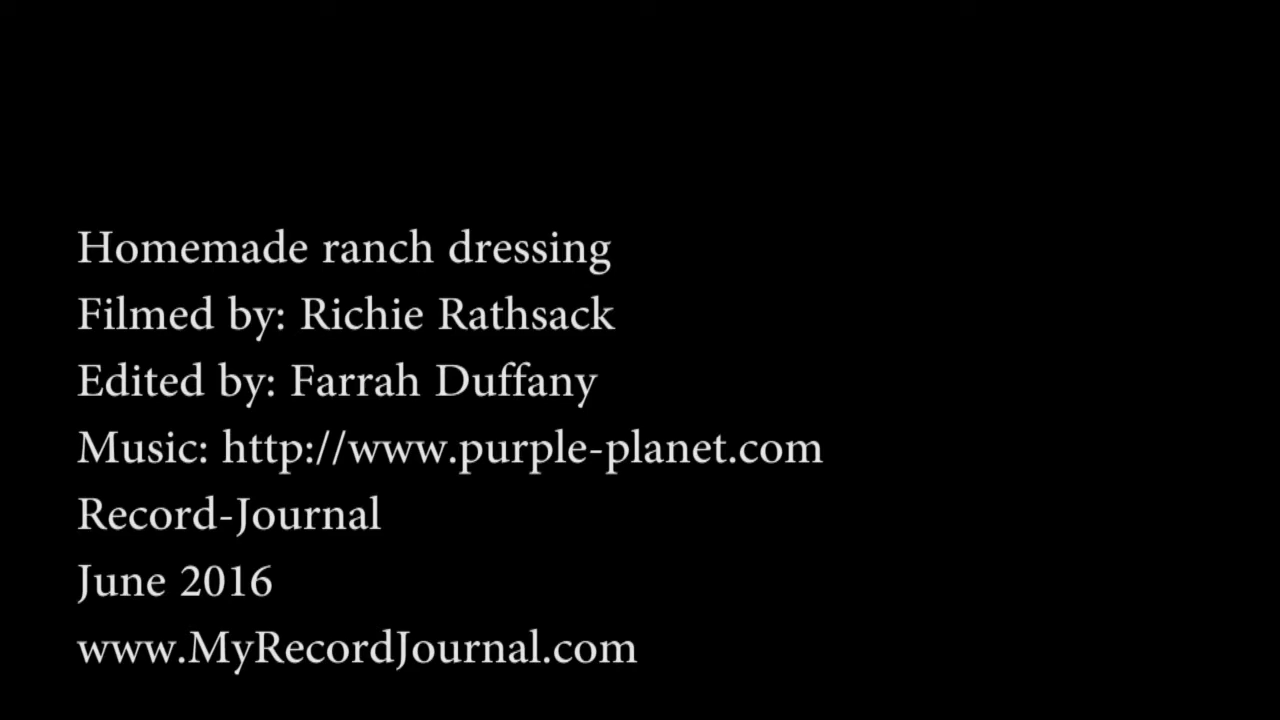 Homemade ranch dressing
Filmed by: Richie Rathsack
Edited by: Farrah Duffany
Music: http://www.purple-planet.com
Record-Journal
June 2016
www.MyRecordJournal.com